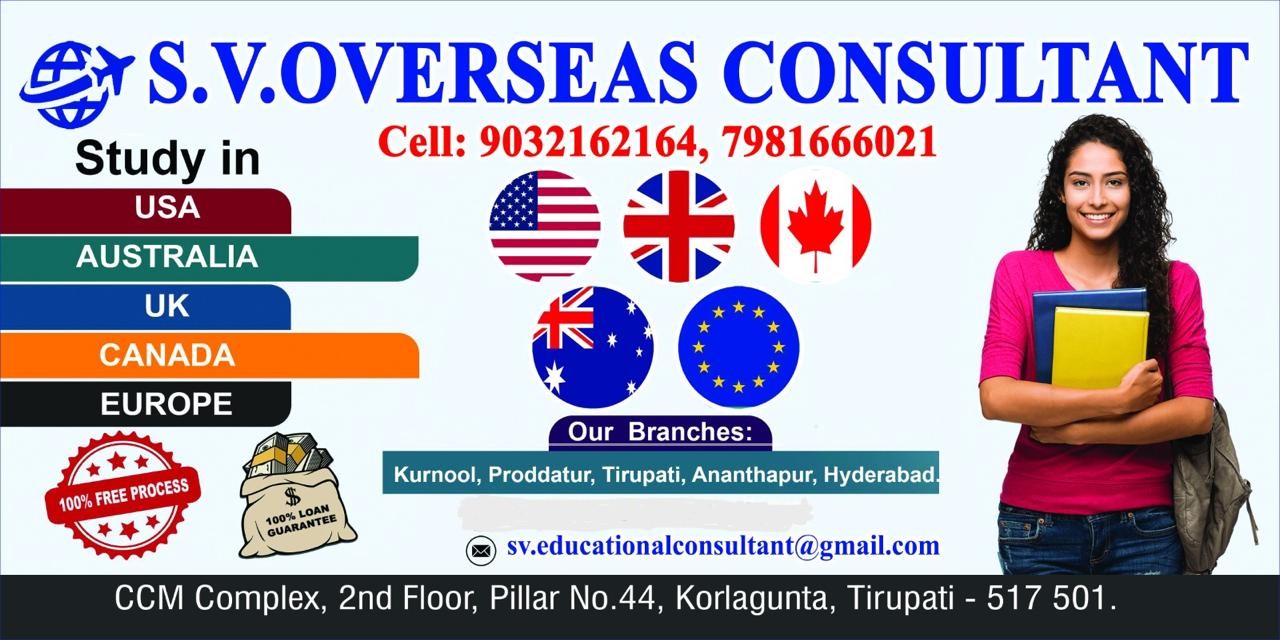 S.V.OVERSEAS CONSULTANT
Cell: 9032162164, 7981666021
Study in
USA
AUSTRALIA
UK
CANADA
EUROPE
100% FREE PROCESS
$
100% LOAN
GUARANTEE
Our Branches:
Kurnool, Proddatur, Tirupati, Ananthapur, Hyderabad.
sv.educationalconsultant@gmail.com
CCM Complex, 2nd Floor, Pillar No.44, Korlagunta, Tirupati - 517 501.